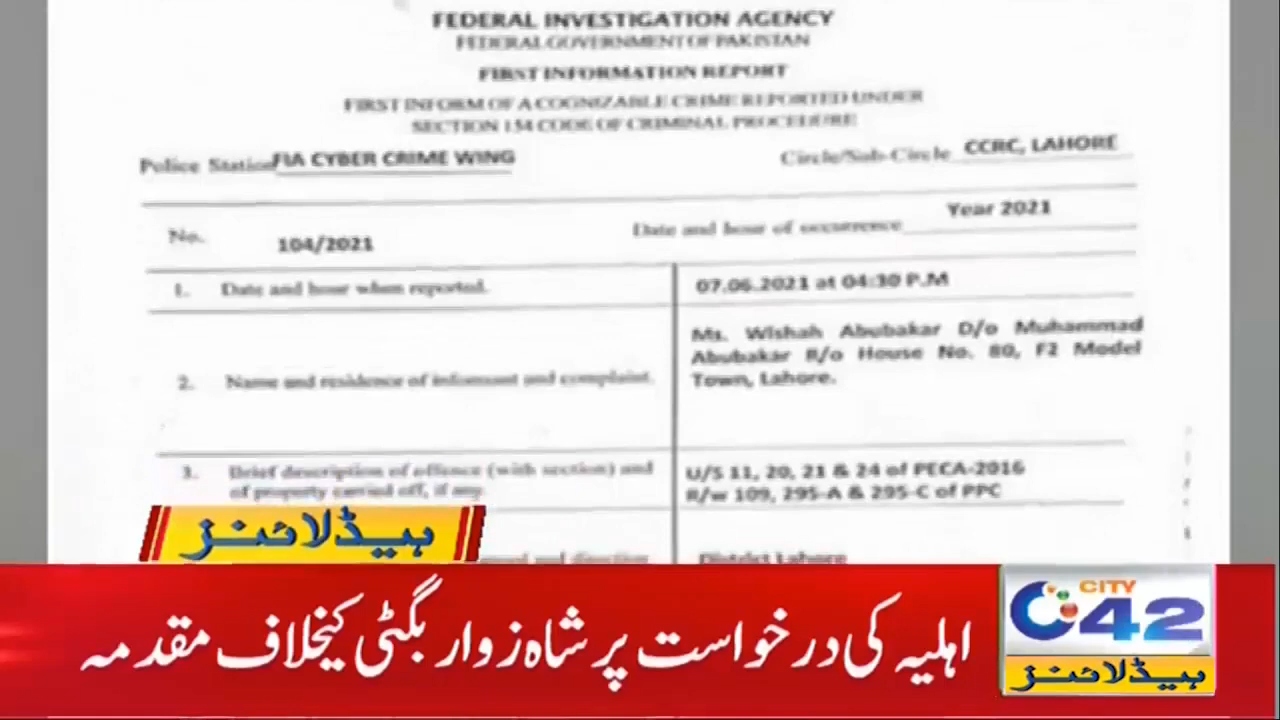 FEDERAL INVESTIGATION AGENCY
FEDERAL GOVERNMENT OF PAKISTAN
FIRST INFORMATION REPORT
FIRST INFORM OF A COGNIZABLE CRIME REPORTED UNDER
SECTION 154 CODE OF CRIMINAL PROCEDURE
Police Station FIA CYBER CRIME WING Circle/Sub-Circle CCRC, LAHORE
No. 104/2021 Date and hour of occurrence Year 2021
1. Date and hour when reported. 07.06.2021 at 04:30 P.M
2. Name and residence of informant and complaint. Ms. Wishah Abubakar D/o Muhammad
Abubakar R/o House No. 80, F2 Model
Town, Lahore.
3. Brief description of offence (with section) and
of property carried off, if any
U/S 11, 20, 21 & 24 of PECA-2016
R/w 109, 295-A & 295-C of PPC
District Lahore
ہیڈلائنز
اہلیہ کی درخواست پر شاہ زوار بگٹی کیخلاف مقدمہ
CITY
42
ہیڈلائنز